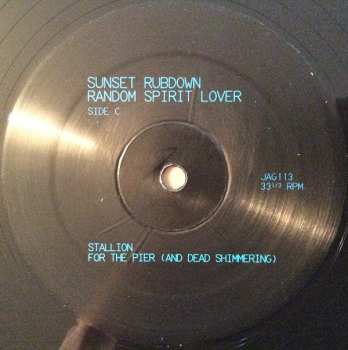 SUNSET RUBDOWN
RANDOM SPIRIT LOVER
SIDE C
JAG113
33 1/3 RPM
STALLION
FOR THE PIER (AND DEAD SHIMMERING)